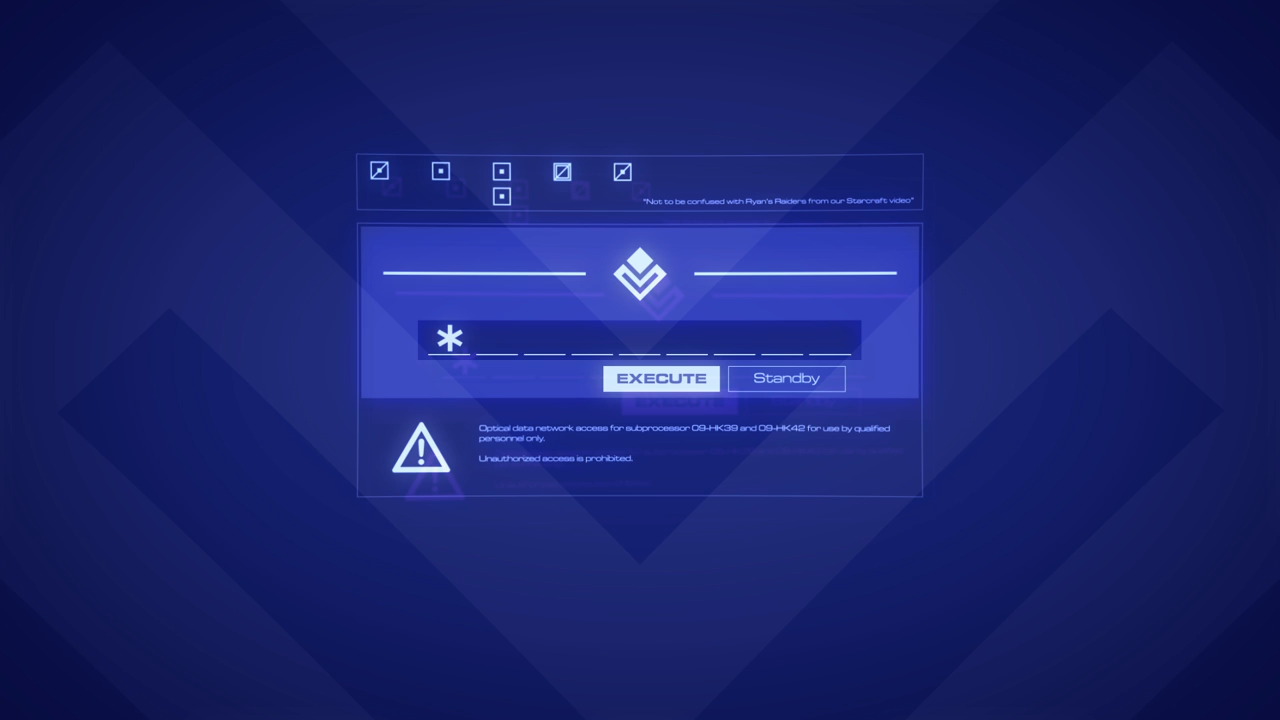 "Not to be confused with Ryan's Raiders from our Starcraft video"
*
EXECUTE
Standby
Optical data network access for subprocessor 09-HK39 and 09-HK42 for use by qualified
personnel only.
Unauthorized access is prohibited.